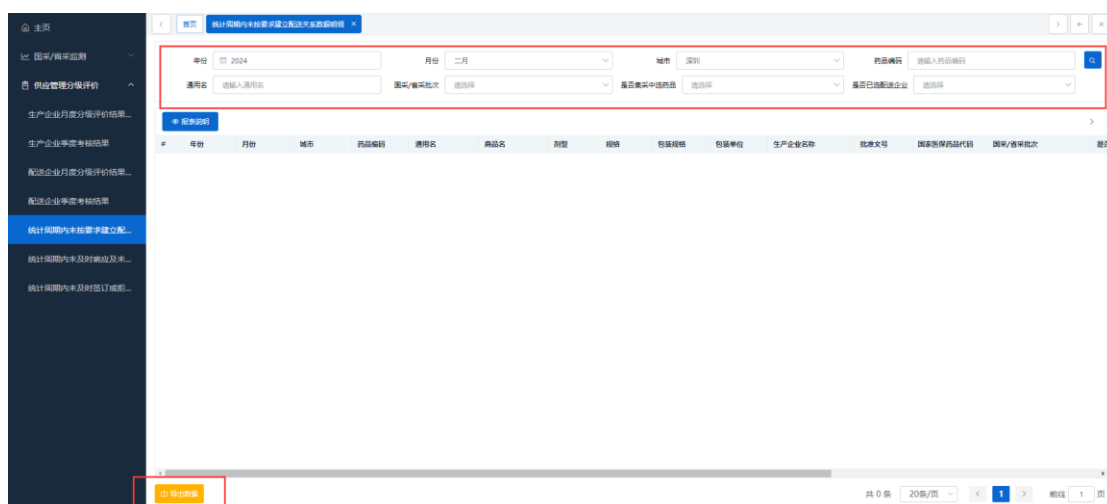 主页
首页 统计周期内未按要求建立配送关系数据明细 ×
国采/省采监测
年份 2024 月份 二月 城市 深圳 药品编码 请输入药品编码
供应管理分级评价
通用名 请输入通用名 国采/省采批次 请选择 是否集采中选药品 请选择 是否已选配送企业 请选择
生产企业月度分级评价结果...
报表说明
生产企业季度考核结果
# 年份 月份 城市 药品编码 通用名 商品名 剂型 规格 包装规格 包装单位 生产企业名称 批准文号 国家医保药品代码 国采/省采批次
配送企业月度分级评价结果...
配送企业季度考核结果
统计周期内未按要求建立配...
统计周期内未及时响应及未...
统计周期内未及时签订或拒...
导出数据 共 0 条 20条/页 1 前往 1 页